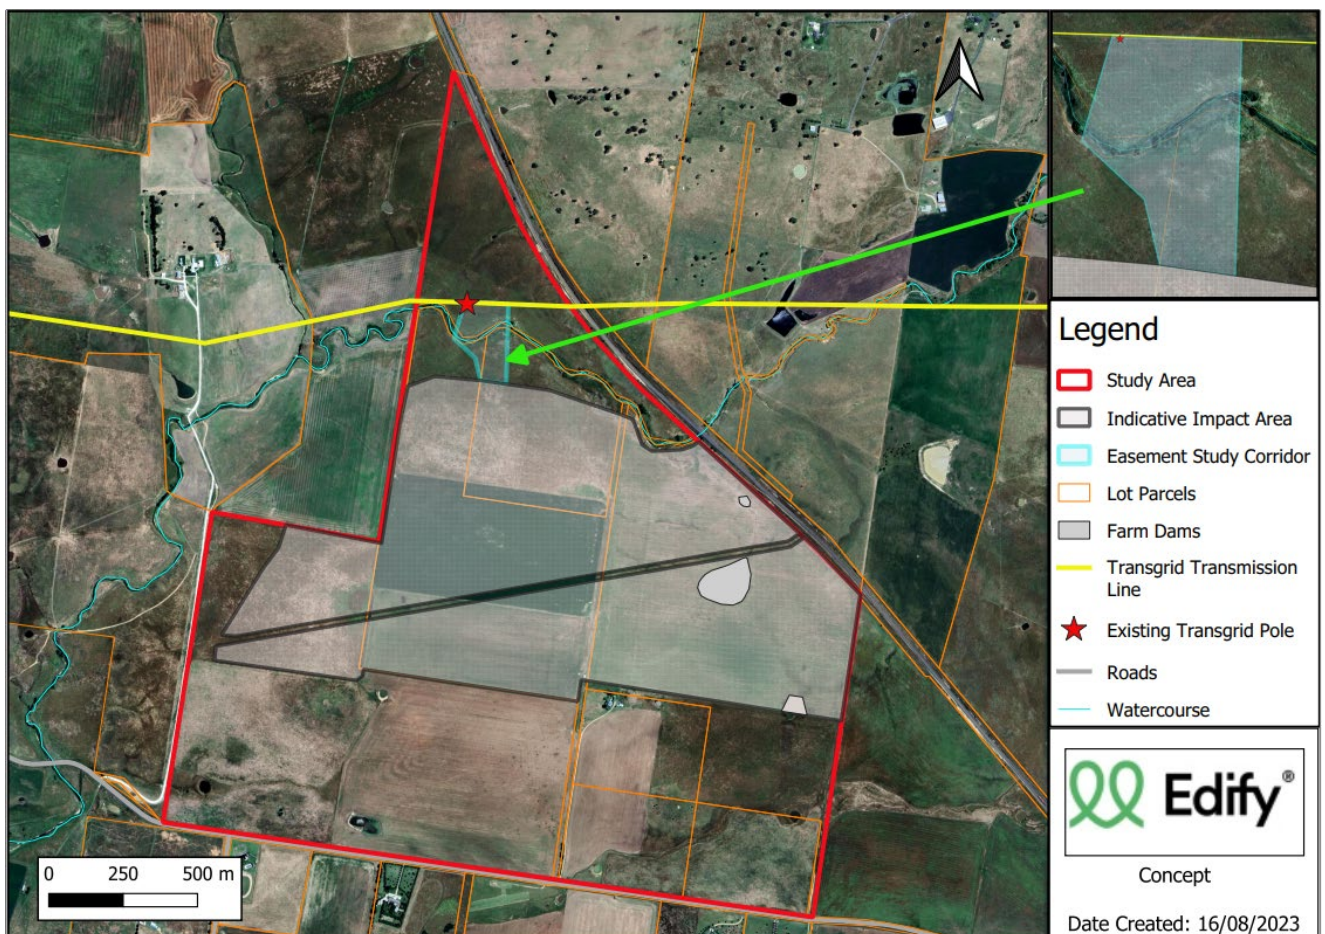 Legend
Study Area
Indicative Impact Area
Easement Study Corridor
Lot Parcels
Farm Dams
Transgrid Transmission
Line
Existing Transgrid Pole
Roads
Watercourse
0 250 500 m
Edify®
Concept
Date Created: 16/08/2023